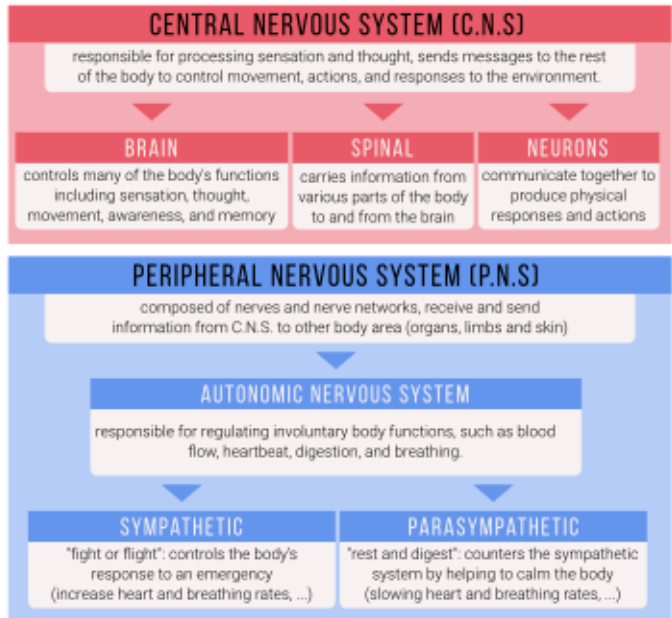 CENTRAL NERVOUS SYSTEM (C.N.S)
responsible for processing sensation and thought, sends messages to the rest
of the body to control movement, actions, and responses to the environment.
BRAIN
controls many of the body's functions
including sensation, thought,
movement, awareness, and memory
SPINAL
carries information from
various parts of the body
to and from the brain
NEURONS
communicate together to
produce physical
responses and actions
PERIPHERAL NERVOUS SYSTEM (P.N.S)
composed of nerves and nerve networks, receive and send
information from C.N.S. to other body area (organs, limbs and skin)
AUTONOMIC NERVOUS SYSTEM
responsible for regulating involuntary body functions, such as blood
flow, heartbeat, digestion, and breathing.
SYMPATHETIC
"fight or flight": controls the body's
response to an emergency
(increase heart and breathing rates, ...)
PARASYMPATHETIC
"rest and digest": counters the sympathetic
system by helping to calm the body
(slowing heart and breathing rates, ...)